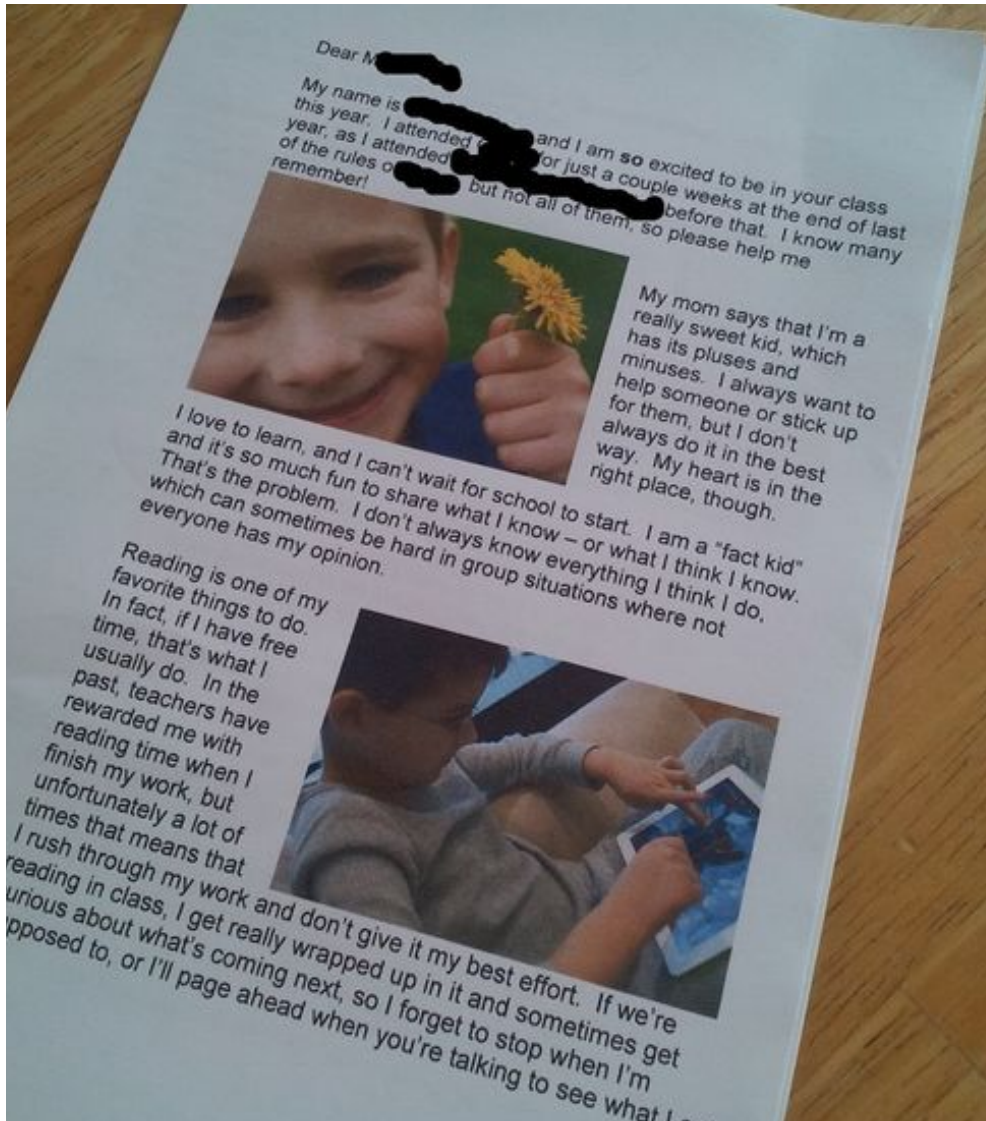 Dear M
My name is and I am so excited to be in your class
this year. I attended for just a couple weeks at the end of last
year, as I attended before that. I know many
of the rules o but not all of them, so please help me
remember!
My mom says that I'm a
really sweet kid, which
has its pluses and
minuses. I always want to
help someone or stick up
for them, but I don't
always do it in the best
way. My heart is in the
right place, though.
I love to learn, and I can't wait for school to start. I am a "fact kid"
and it's so much fun to share what I know – or what I think I know.
That's the problem. I don't always know everything I think I do,
which can sometimes be hard in group situations where not
everyone has my opinion.
Reading is one of my
favorite things to do.
In fact, if I have free
time, that's what I
usually do. In the
past, teachers have
rewarded me with
reading time when I
finish my work, but
unfortunately a lot of
times that means that
I rush through my work and don't give it my best effort. If we're
reading in class, I get really wrapped up in it and sometimes get
urious about what's coming next, so I forget to stop when I'm
pposed to, or I'll page ahead when you're talking to see what I